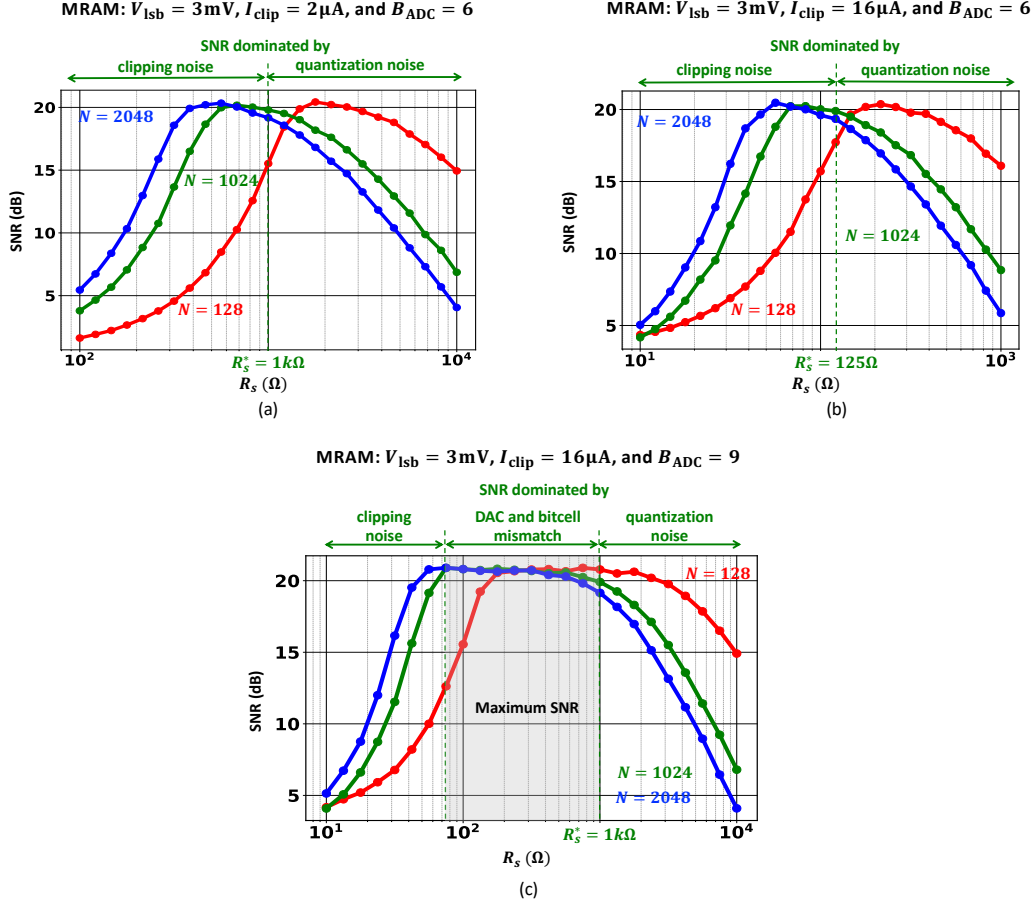 MRAM: V_lsb = 3mV, I_clip = 2μA, and B_ADC = 6
SNR dominated by
clipping noise
quantization noise
20
15
10
5
SNR (dB)
N = 2048
N = 1024
N = 128
10^2
10^4
R_s^* = 1kΩ
R_s (Ω)
(a)
MRAM: V_lsb = 3mV, I_clip = 16μA, and B_ADC = 6
SNR dominated by
clipping noise
quantization noise
20
15
10
5
SNR (dB)
N = 2048
N = 1024
N = 128
10^1
10^3
R_s^* = 125Ω
R_s (Ω)
(b)
MRAM: V_lsb = 3mV, I_clip = 16μA, and B_ADC = 9
SNR dominated by
clipping
noise
DAC and bitcell
mismatch
quantization
noise
20
15
10
5
SNR (dB)
N = 128
Maximum SNR
N = 1024
N = 2048
10^1
10^2
10^4
R_s^* = 1kΩ
R_s (Ω)
(c)